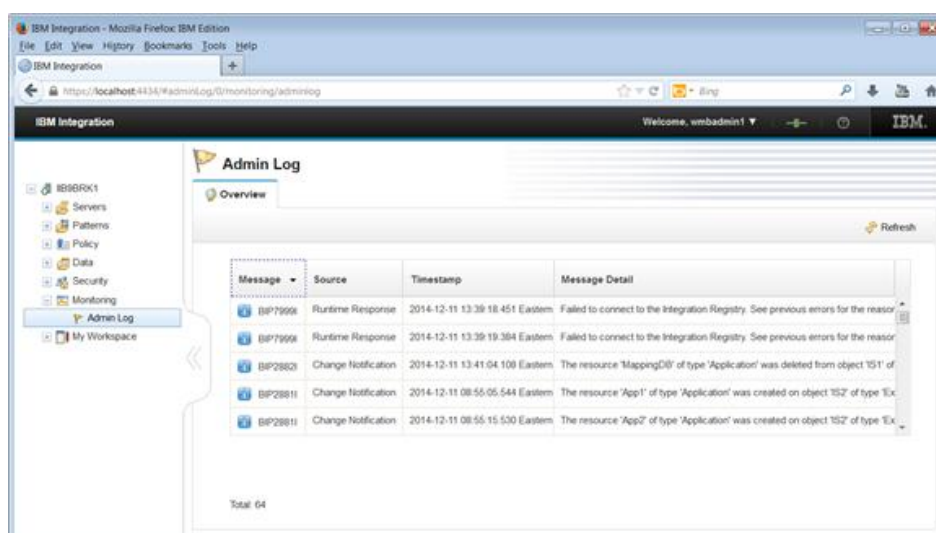 IBM Integration - Mozilla Firefox: IBM Edition
File Edit View History Bookmarks Tools Help
IBM Integration
https://localhost:4434/#adminLog/0/monitoring/adminlog
Bing
IBM Integration
Welcome, wmbadmin1
IBM.
Admin Log
Overview
Refresh
IIB9BRK1
Servers
Patterns
Policy
Data
Security
Monitoring
Admin Log
My Workspace
Message Source Timestamp Message Detail
BIP7999I Runtime Response 2014-12-11 13:39:18.451 Eastern Failed to connect to the Integration Registry. See previous errors for the reason
BIP7999I Runtime Response 2014-12-11 13:39:19.384 Eastern Failed to connect to the Integration Registry. See previous errors for the reason
BIP2882I Change Notification 2014-12-11 13:41:04.108 Eastern The resource 'MappingDB' of type 'Application' was deleted from object 'IS1' of
BIP2881I Change Notification 2014-12-11 08:55:05.544 Eastern The resource 'App1' of type 'Application' was created on object 'IS2' of type 'Ex
BIP2881I Change Notification 2014-12-11 08:55:15.530 Eastern The resource 'App2' of type 'Application' was created on object 'IS2' of type 'Ex
Total: 64